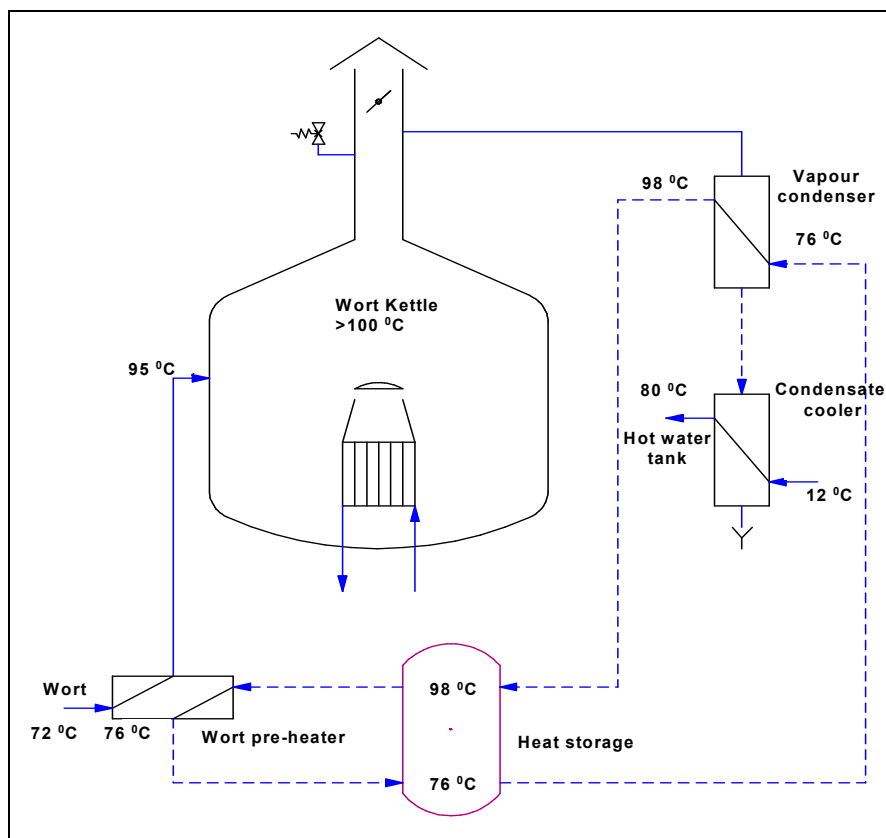 98 ⁰C
Vapour
condenser
76 ⁰C
Wort Kettle
>100 ⁰C
95 ⁰C
80 ⁰C
Condensate
cooler
Hot water
tank
12 ⁰C
Wort
72 ⁰C
76 ⁰C
Wort pre-heater
98 ⁰C
Heat storage
76 ⁰C